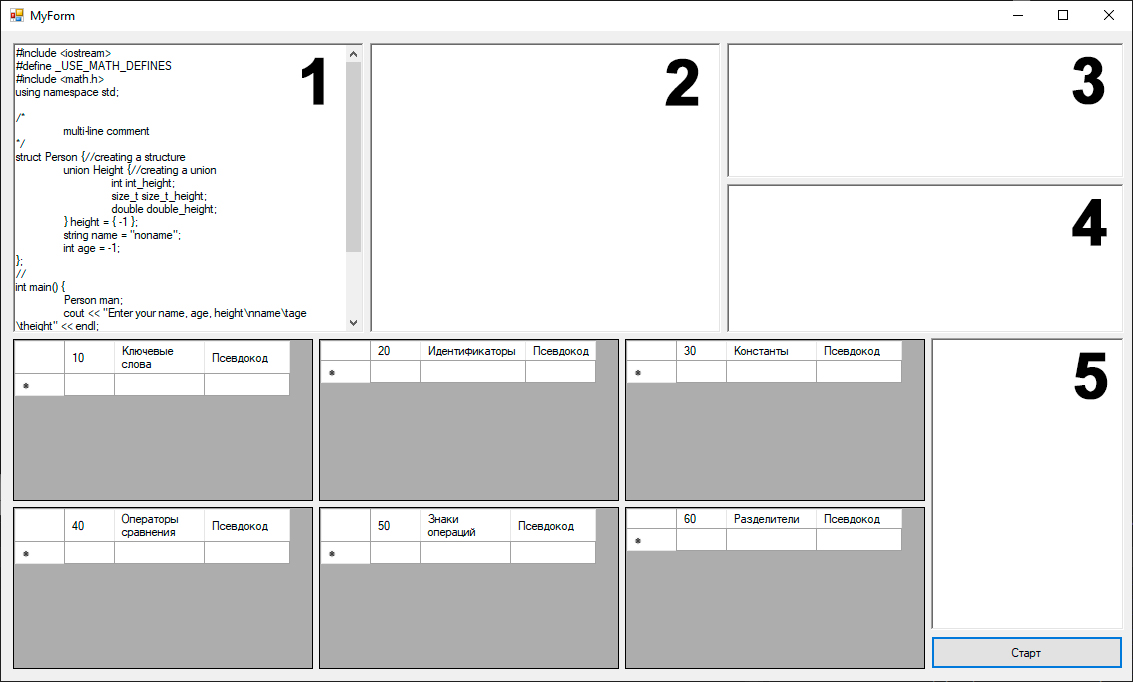 MyForm
#include <iostream>
#define _USE_MATH_DEFINES
#include <math.h>
using namespace std;
/*
multi-line comment
*/
struct Person {//creating a structure
union Height {//creating a union
int int_height;
size_t size_t_height;
double double_height;
} height = { -1 };
string name = "noname";
int age = -1;
};
//
int main() {
Person man;
cout << "Enter your name, age, height\nname\tage
\theight" << endl;
1
2
3
4
10 Ключевые слова Псевдокод
20 Идентификаторы Псевдокод
30 Константы Псевдокод
5
40 Операторы сравнения Псевдокод
50 Знаки операций Псевдокод
60 Разделители Псевдокод
Старт